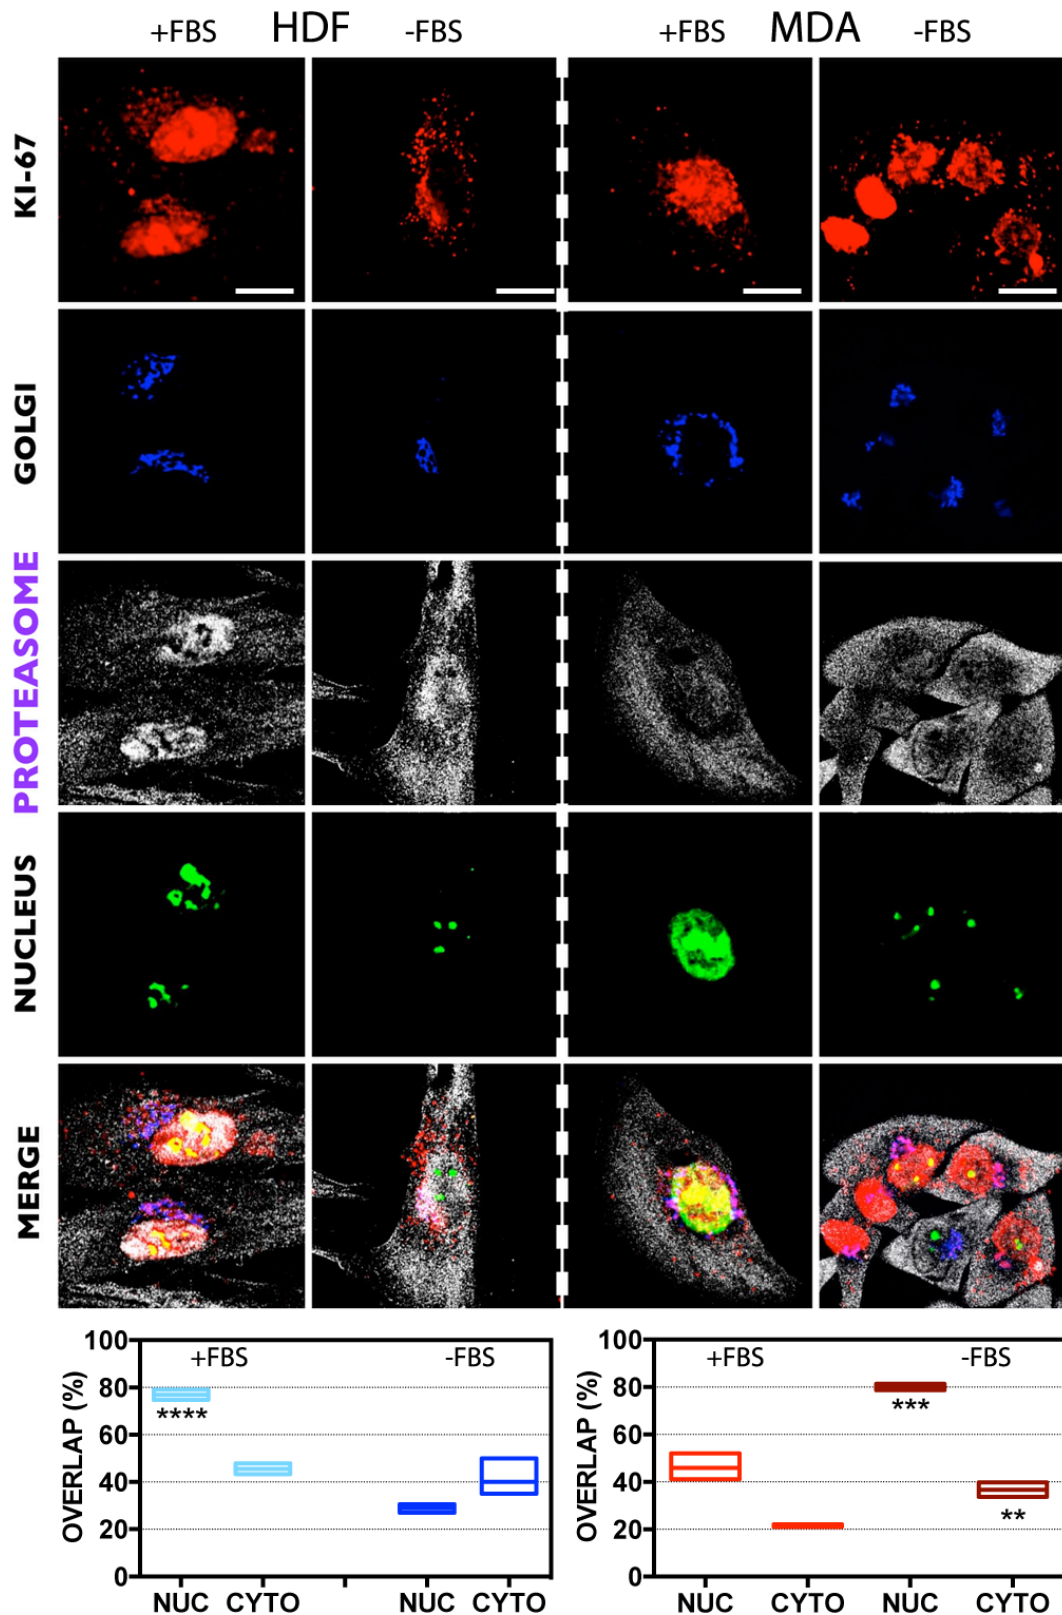 HDF MDA
+FBS -FBS +FBS -FBS
KI-67
GOLGI
PROTEASOME
NUCLEUS
MERGE
OVERLAP (%)
100
80
60
40
20
0
+FBS -FBS
****
NUC CYTO NUC CYTO
OVERLAP (%)
100
80
60
40
20
0
+FBS -FBS
***
**
NUC CYTO NUC CYTO